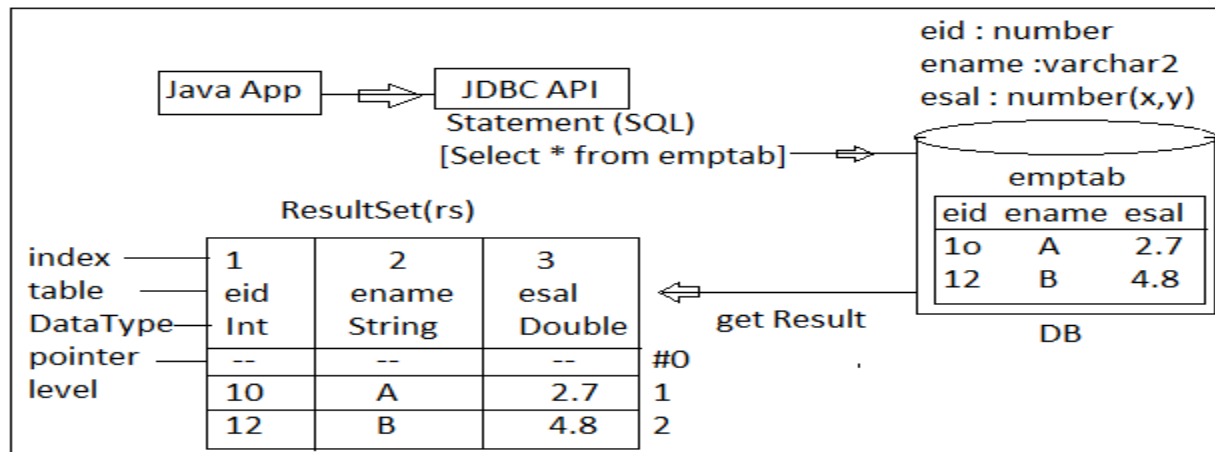 eid : number
ename :varchar2
esal : number(x,y)
Java App
JDBC API
Statement (SQL)
[Select * from emptab]
emptab
eid ename esal
1o A 2.7
12 B 4.8
DB
get Result
ResultSet(rs)
index 1 2 3
table eid ename esal
DataType Int String Double
pointer -- -- -- #0
level 10 A 2.7 1
12 B 4.8 2